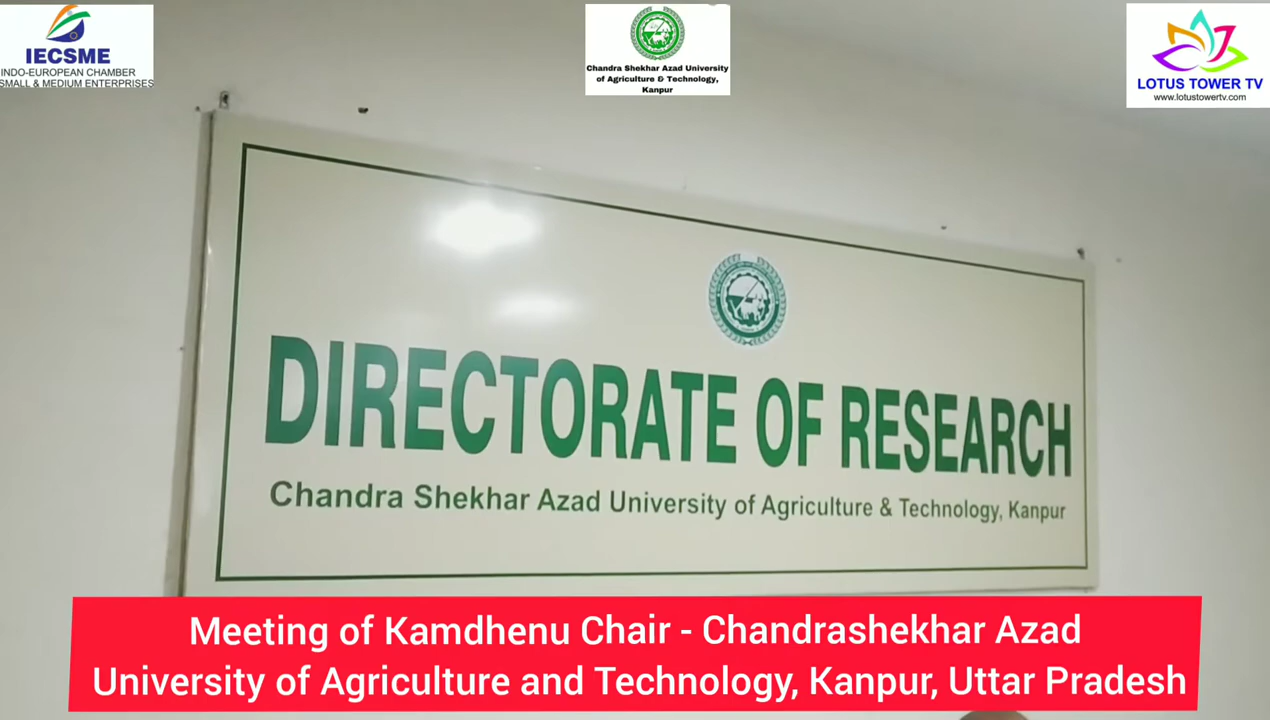 IECSME
INDO-EUROPEAN CHAMBER
SMALL & MEDIUM ENTERPRISES
Chandra Shekhar Azad University
of Agriculture & Technology,
Kanpur
LOTUS TOWER TV
www.lotustowertv.com
DIRECTORATE OF RESEARCH
Chandra Shekhar Azad University of Agriculture & Technology, Kanpur
Meeting of Kamdhenu Chair - Chandrashekhar Azad
University of Agriculture and Technology, Kanpur, Uttar Pradesh